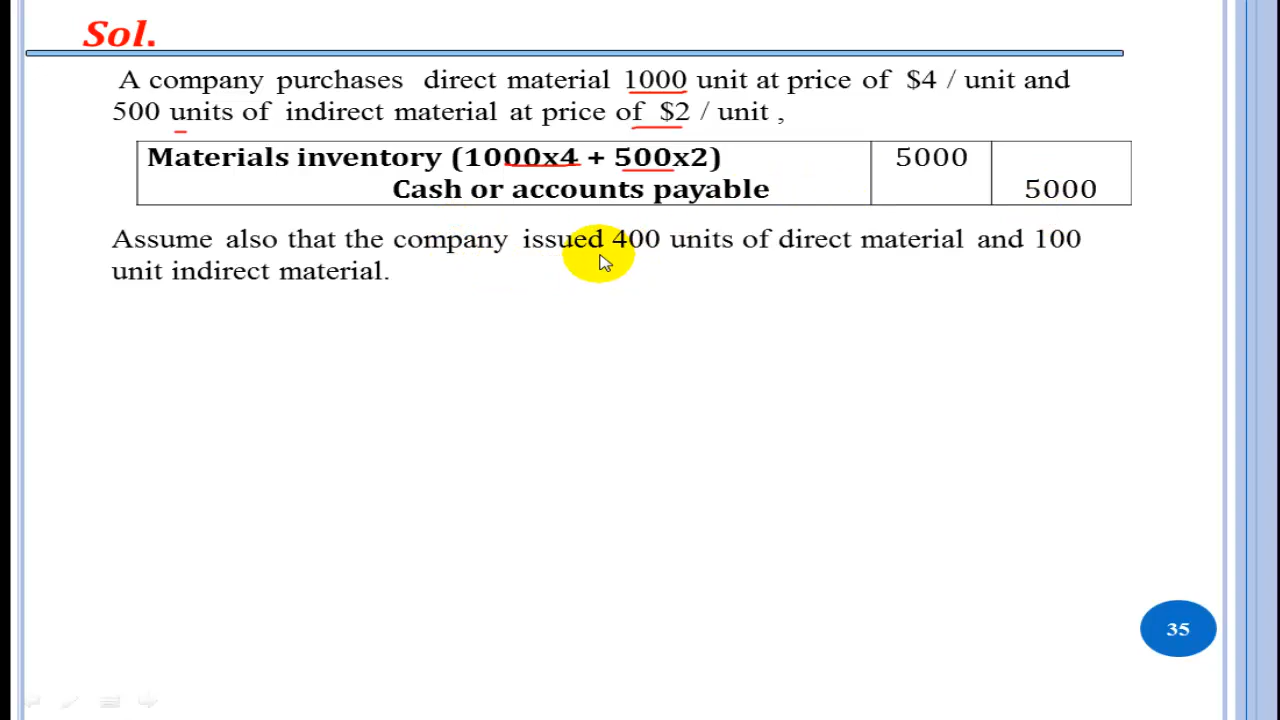 Sol.
A company purchases direct material 1000 unit at price of $4 / unit and
500 units of indirect material at price of $2 / unit ,
Materials inventory (1000x4 + 500x2) 5000
Cash or accounts payable 5000
Assume also that the company issued 400 units of direct material and 100
unit indirect material.
35